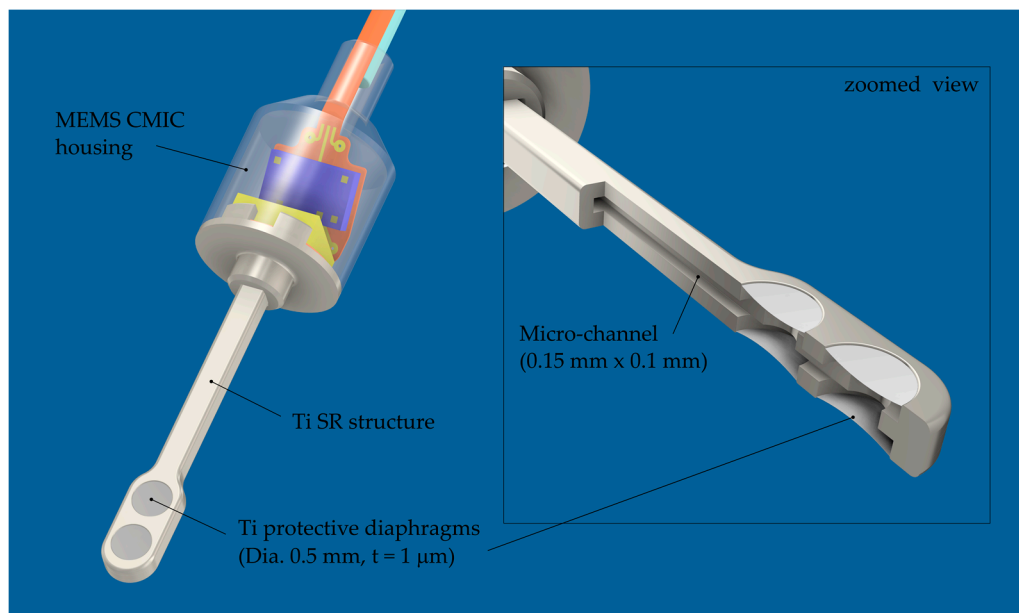 MEMS CMIC
housing
zoomed view
Micro-channel
(0.15 mm x 0.1 mm)
Ti SR structure
Ti protective diaphragms
(Dia. 0.5 mm, t = 1 μm)